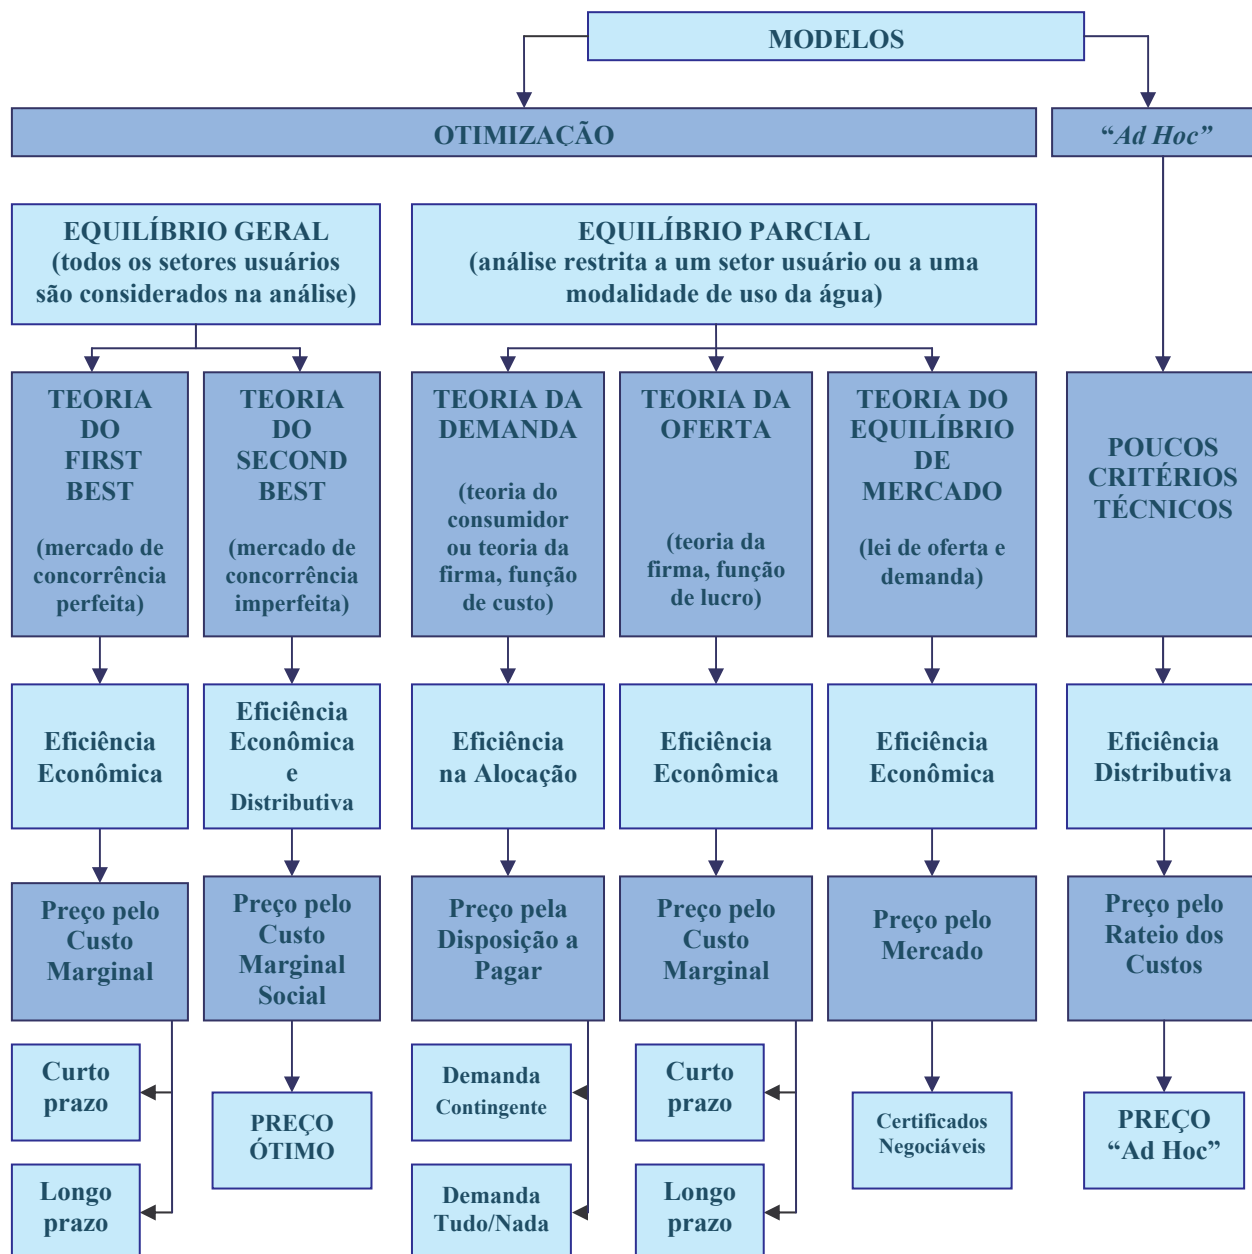 MODELOS
OTIMIZAÇÃO
“Ad Hoc”
EQUILÍBRIO GERAL
(todos os setores usuários
são considerados na análise)
EQUILÍBRIO PARCIAL
(análise restrita a um setor usuário ou a uma
modalidade de uso da água)
TEORIA
DO
FIRST
BEST
(mercado de
concorrência
perfeita)
TEORIA
DO
SECOND
BEST
(mercado de
concorrência
imperfeita)
TEORIA DA
DEMANDA
(teoria do
consumidor
ou teoria da
firma, função
de custo)
TEORIA DA
OFERTA
(teoria da
firma, função
de lucro)
TEORIA DO
EQUILÍBRIO
DE
MERCADO
(lei de oferta e
demanda)
POUCOS
CRITÉRIOS
TÉCNICOS
Eficiência
Econômica
Eficiência
Econômica
e
Distributiva
Eficiência
na Alocação
Eficiência
Econômica
Eficiência
Econômica
Eficiência
Distributiva
Preço pelo
Custo
Marginal
Preço pelo
Custo
Marginal
Social
Preço pela
Disposição a
Pagar
Preço pelo
Custo
Marginal
Preço pelo
Mercado
Preço pelo
Rateio dos
Custos
Curto
prazo
Longo
prazo
PREÇO
ÓTIMO
Demanda
Contingente
Demanda
Tudo/Nada
Curto
prazo
Longo
prazo
Certificados
Negociáveis
PREÇO
“Ad Hoc”